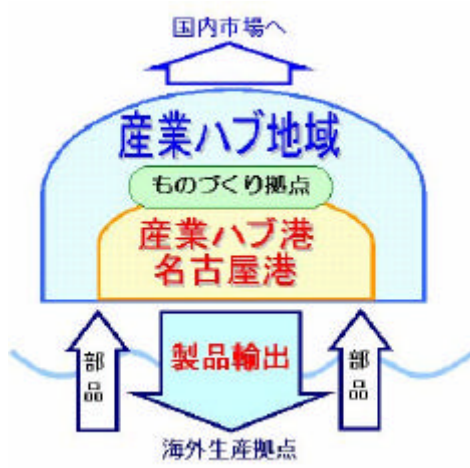 国内市場へ
産業ハブ地域
ものづくり拠点
産業ハブ港
名古屋港
部品
製品輸出
部品
海外生産拠点